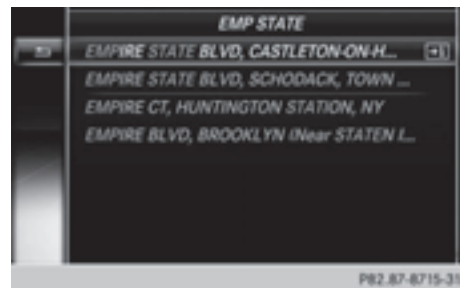 EMP STATE
EMPIRE STATE BLVD, CASTLETON-ON-H...
EMPIRE STATE BLVD, SCHODACK, TOWN ...
EMPIRE CT, HUNTINGTON STATION, NY
EMPIRE BLVD, BROOKLYN (Near STATEN I...
P82.87-8715-31